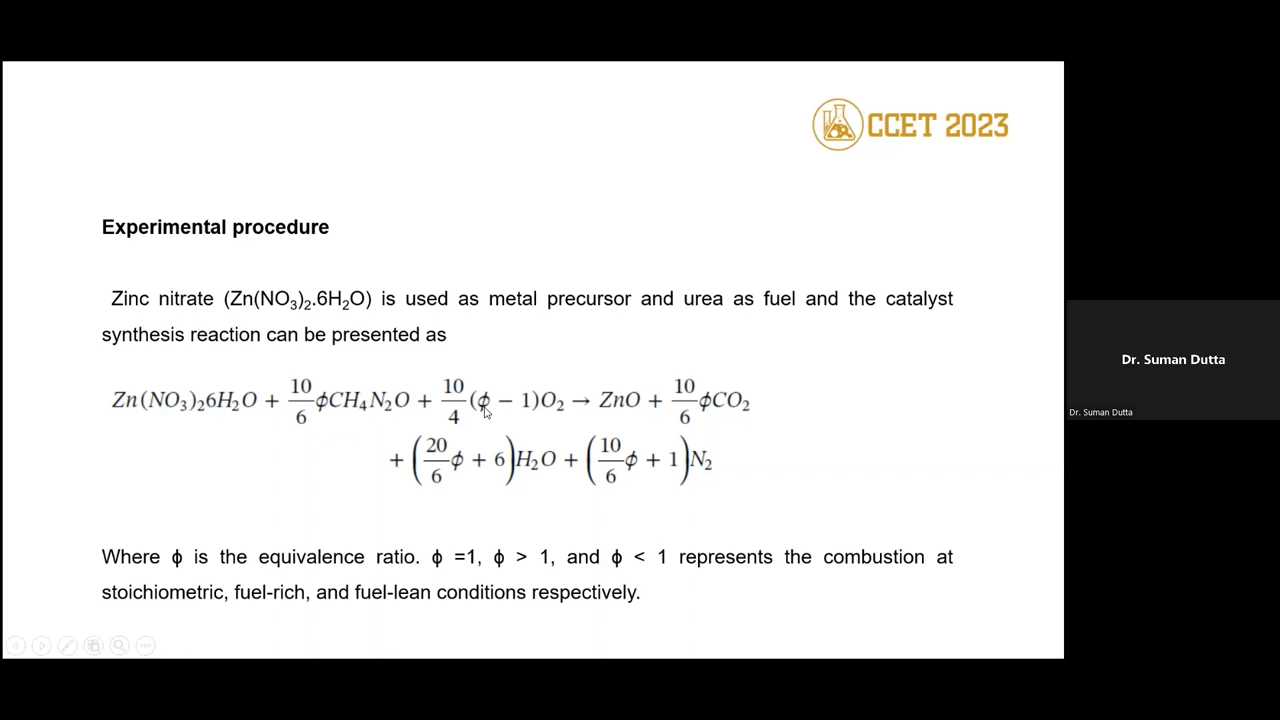 CCET 2023
Experimental procedure
Zinc nitrate (Zn(NO₃)₂.6H₂O) is used as metal precursor and urea as fuel and the catalyst
synthesis reaction can be presented as
Zn(NO₃)₂6H₂O + 10/6 ϕCH₄N₂O + 10/4 (ϕ − 1)O₂ → ZnO + 10/6 ϕCO₂
+ (20/6 ϕ + 6)H₂O + (10/6 ϕ + 1)N₂
Where ϕ is the equivalence ratio. ϕ =1, ϕ > 1, and ϕ < 1 represents the combustion at
stoichiometric, fuel-rich, and fuel-lean conditions respectively.
Dr. Suman Dutta
Dr. Suman Dutta